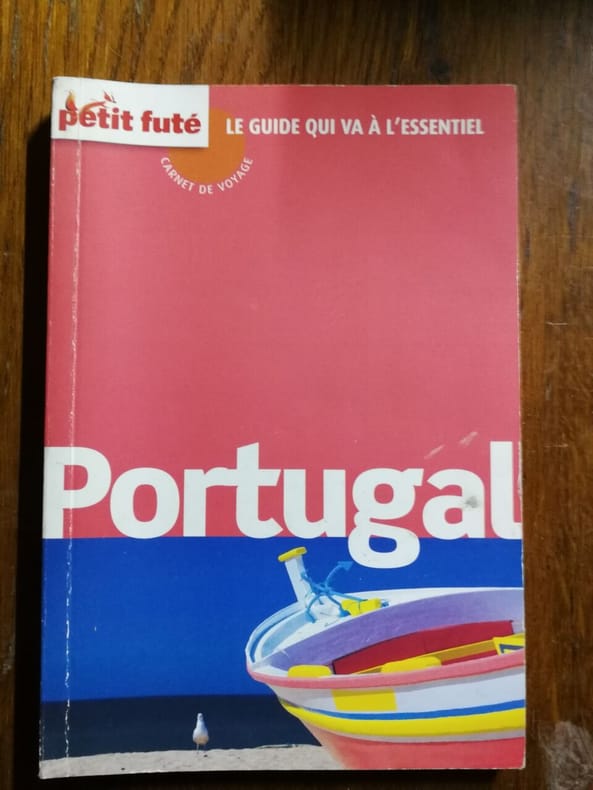 petit futé
LE GUIDE QUI VA À L'ESSENTIEL
CARNET DE VOYAGE
Portugal